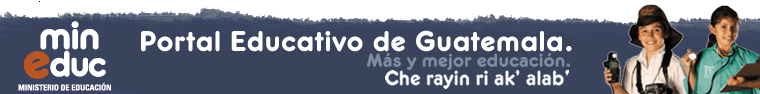 min
educ
MINISTERIO DE EDUCACIÓN
Portal Educativo de Guatemala.
Más y mejor educación.
Che rayin ri ak' alab'